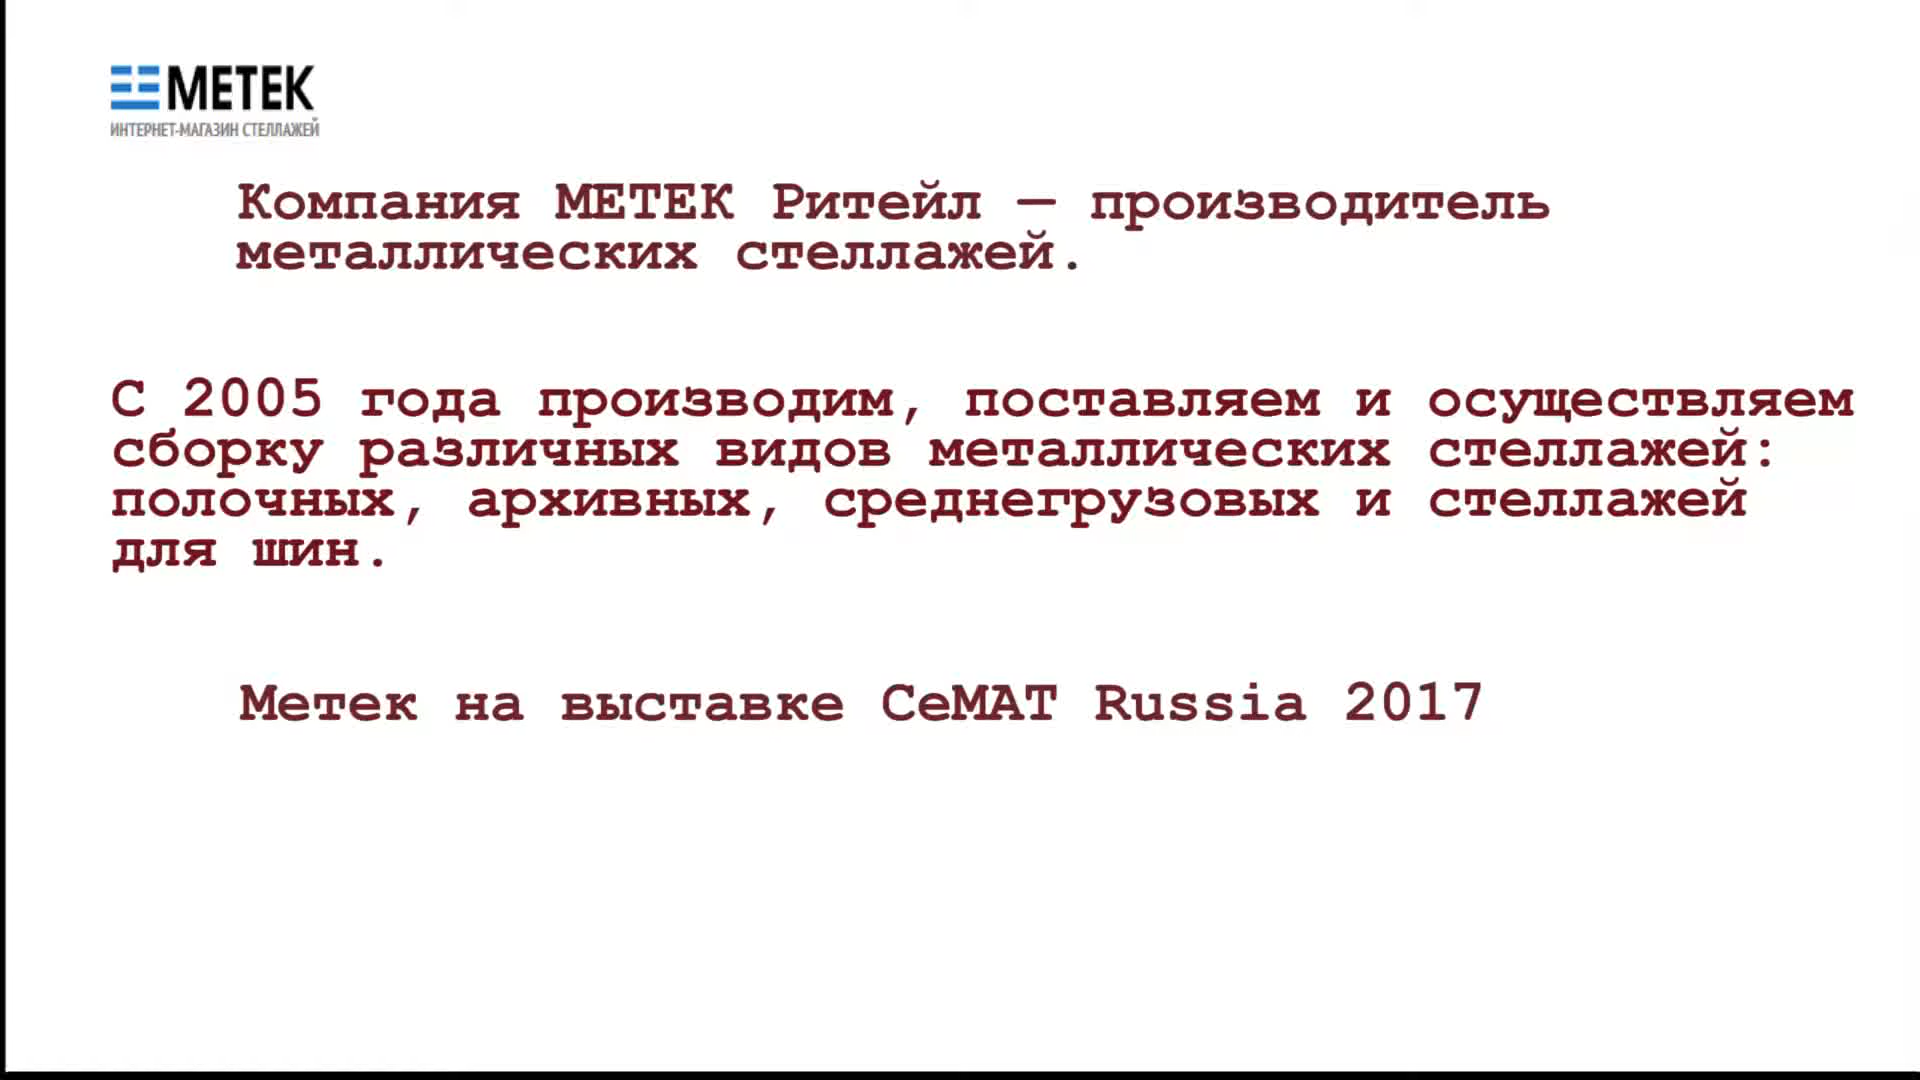 МЕТЕК
ИНТЕРНЕТ-МАГАЗИН СТЕЛЛАЖЕЙ
Компания МЕТЕК Ритейл — производитель
металлических стеллажей.
С 2005 года производим, поставляем и осуществляем
сборку различных видов металлических стеллажей:
полочных, архивных, среднегрузовых и стеллажей
для шин.
Метек на выставке CeMAT Russia 2017